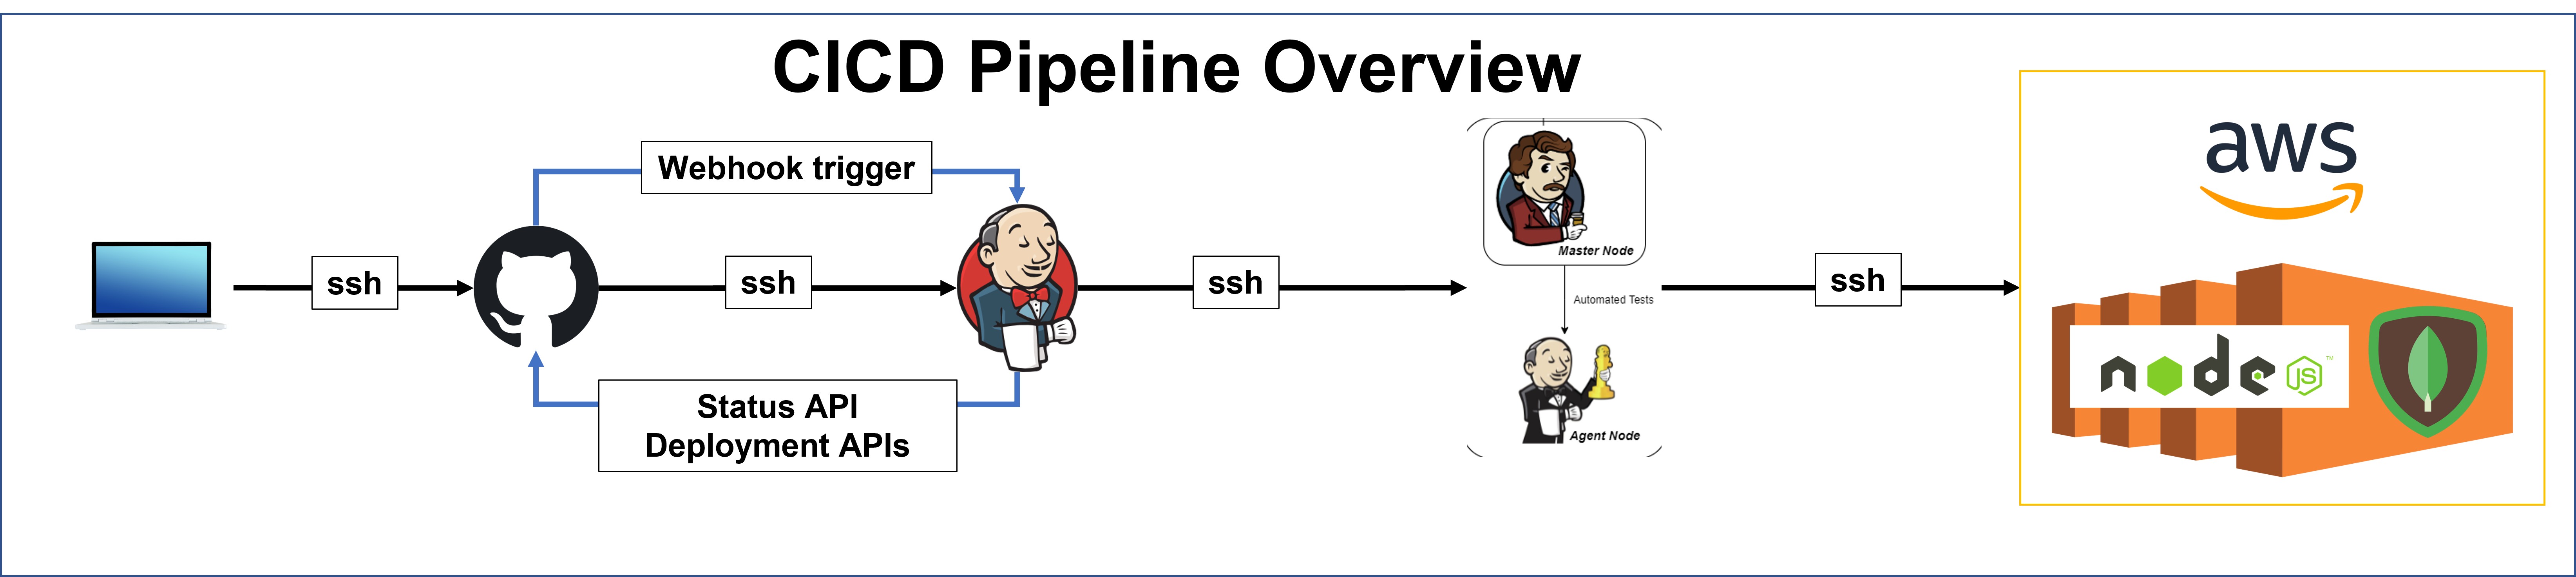 CICD Pipeline Overview
Webhook trigger
ssh
ssh
ssh
ssh
Status API
Deployment APIs
Master Node
Automated Tests
Agent Node
aws
node
JS
TM